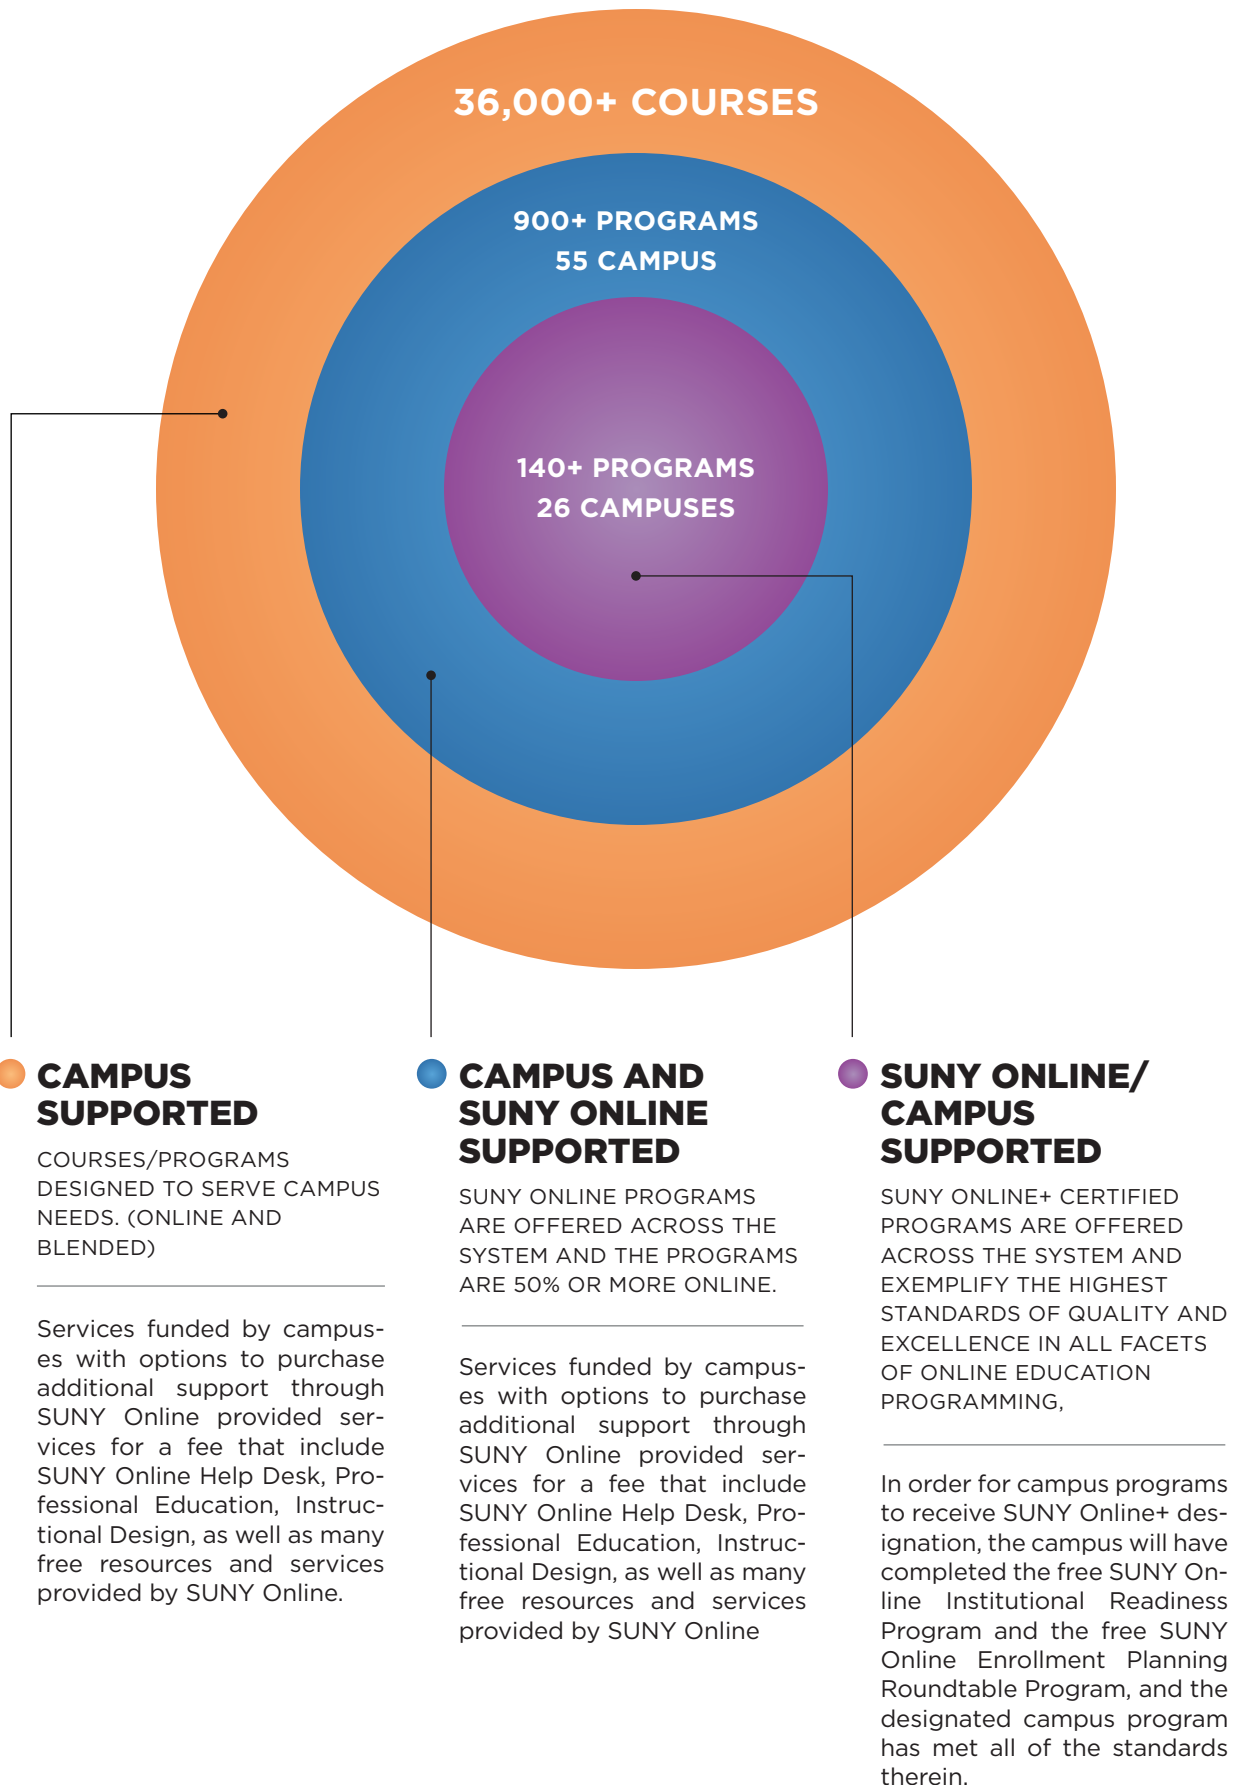 36,000+ COURSES
900+ PROGRAMS
55 CAMPUS
140+ PROGRAMS
26 CAMPUSES
CAMPUS
SUPPORTED
COURSES/PROGRAMS
DESIGNED TO SERVE CAMPUS
NEEDS. (ONLINE AND
BLENDED)
Services funded by campus-
es with options to purchase
additional support through
SUNY Online provided ser-
vices for a fee that include
SUNY Online Help Desk, Pro-
fessional Education, Instruc-
tional Design, as well as many
free resources and services
provided by SUNY Online.
CAMPUS AND
SUNY ONLINE
SUPPORTED
SUNY ONLINE PROGRAMS
ARE OFFERED ACROSS THE
SYSTEM AND THE PROGRAMS
ARE 50% OR MORE ONLINE.
Services funded by campus-
es with options to purchase
additional support through
SUNY Online provided ser-
vices for a fee that include
SUNY Online Help Desk, Pro-
fessional Education, Instruc-
tional Design, as well as many
free resources and services
provided by SUNY Online
SUNY ONLINE/
CAMPUS
SUPPORTED
SUNY ONLINE+ CERTIFIED
PROGRAMS ARE OFFERED
ACROSS THE SYSTEM AND
EXEMPLIFY THE HIGHEST
STANDARDS OF QUALITY AND
EXCELLENCE IN ALL FACETS
OF ONLINE EDUCATION
PROGRAMMING,
In order for campus programs
to receive SUNY Online+ des-
ignation, the campus will have
completed the free SUNY On-
line Institutional Readiness
Program and the free SUNY
Online Enrollment Planning
Roundtable Program, and the
designated campus program
has met all of the standards
therein.